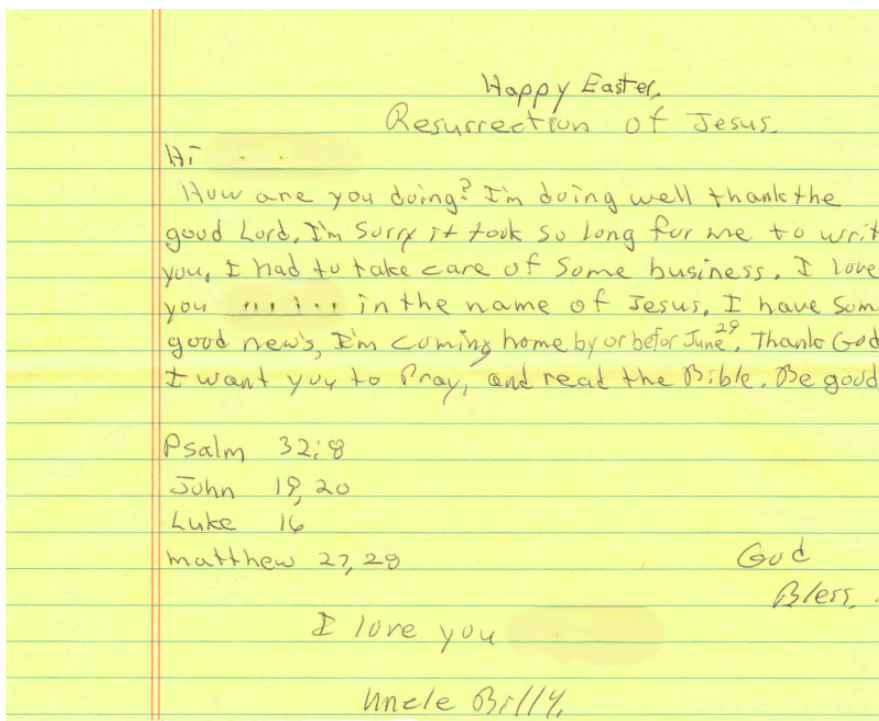 Happy Easter.
Resurrection of Jesus.
Hi
How are you doing? I'm doing well thank the
good Lord, I'm Sorry it took so long for me to writ
you, I had to take care of some business. I love
you in the name of Jesus, I have som
good new's, I'm coming home by or befor June 29, Thank God
I want you to Pray, and read the Bible. Be good
Psalm 32:8
John 19, 20
Luke 16
matthew 27, 28
God
Bless.
I love you
Uncle Billy.